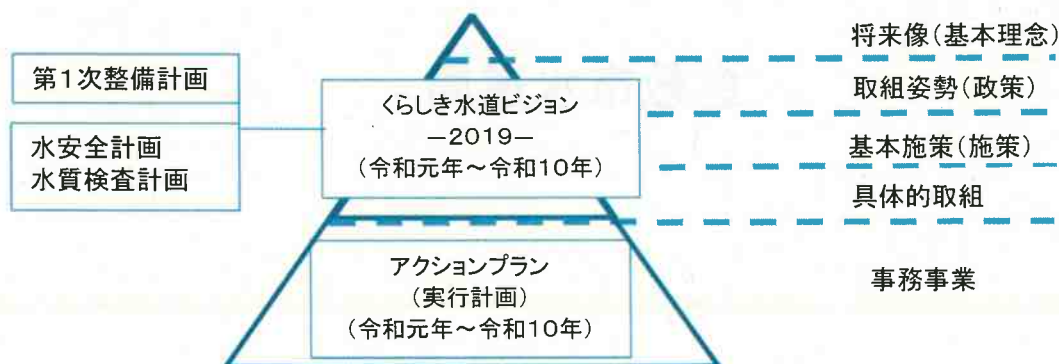 第1次整備計画
水安全計画
水質検査計画
くらしき水道ビジョン
－2019－
（令和元年～令和10年）
アクションプラン
（実行計画）
（令和元年～令和10年）
将来像（基本理念）
取組姿勢（政策）
基本施策（施策）
具体的取組
事務事業